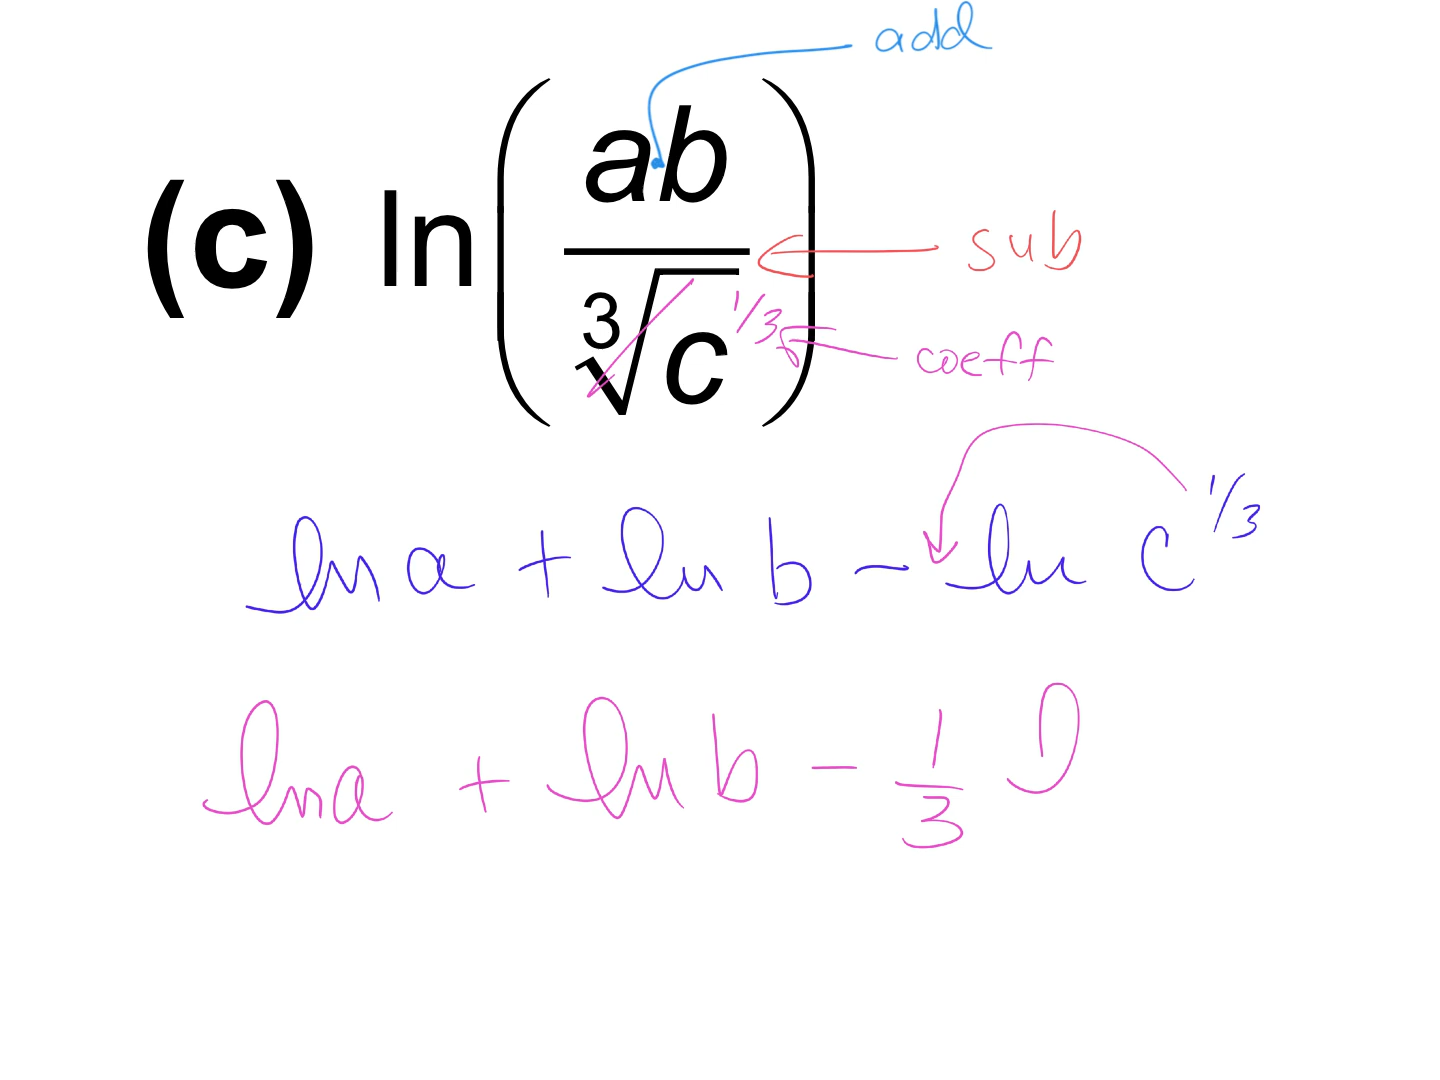 add
(c) ln(ab/∛c^1/3)
sub
coeff
ln a + ln b − ln c^1/3
ln a + ln b − 1/3 l